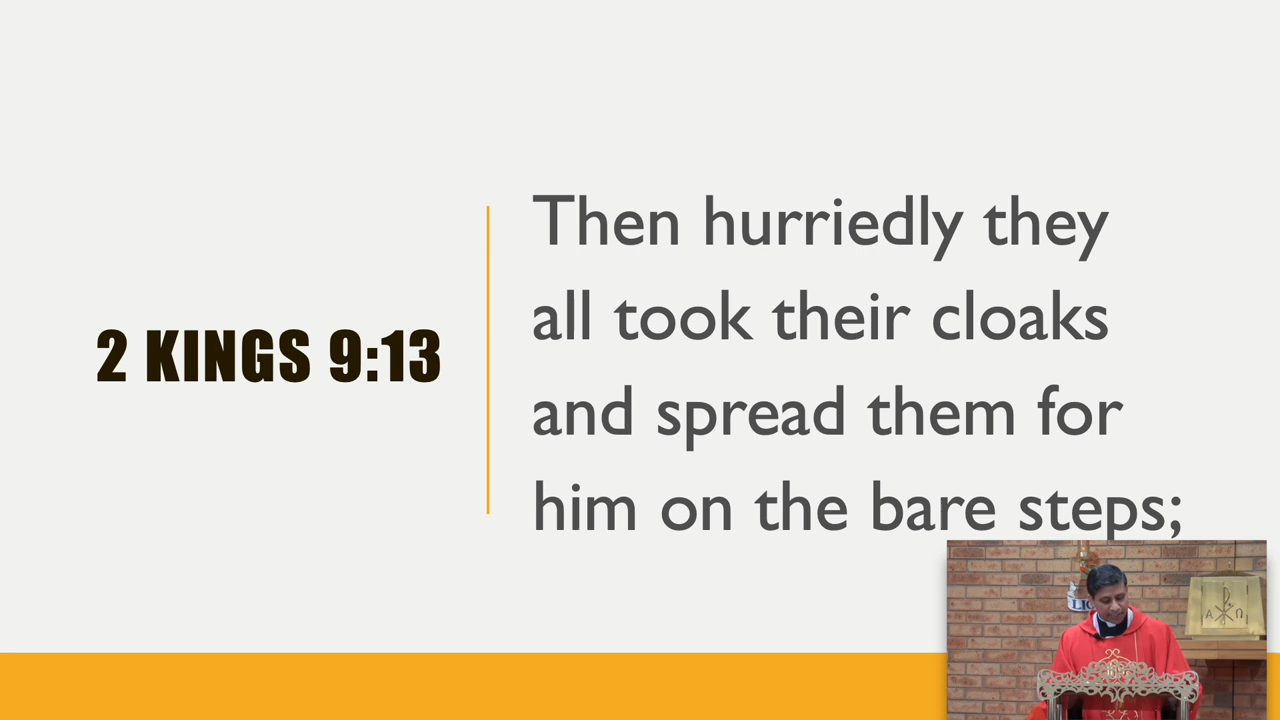 2 KINGS 9:13
Then hurriedly they
all took their cloaks
and spread them for
him on the bare steps;
Α Ω